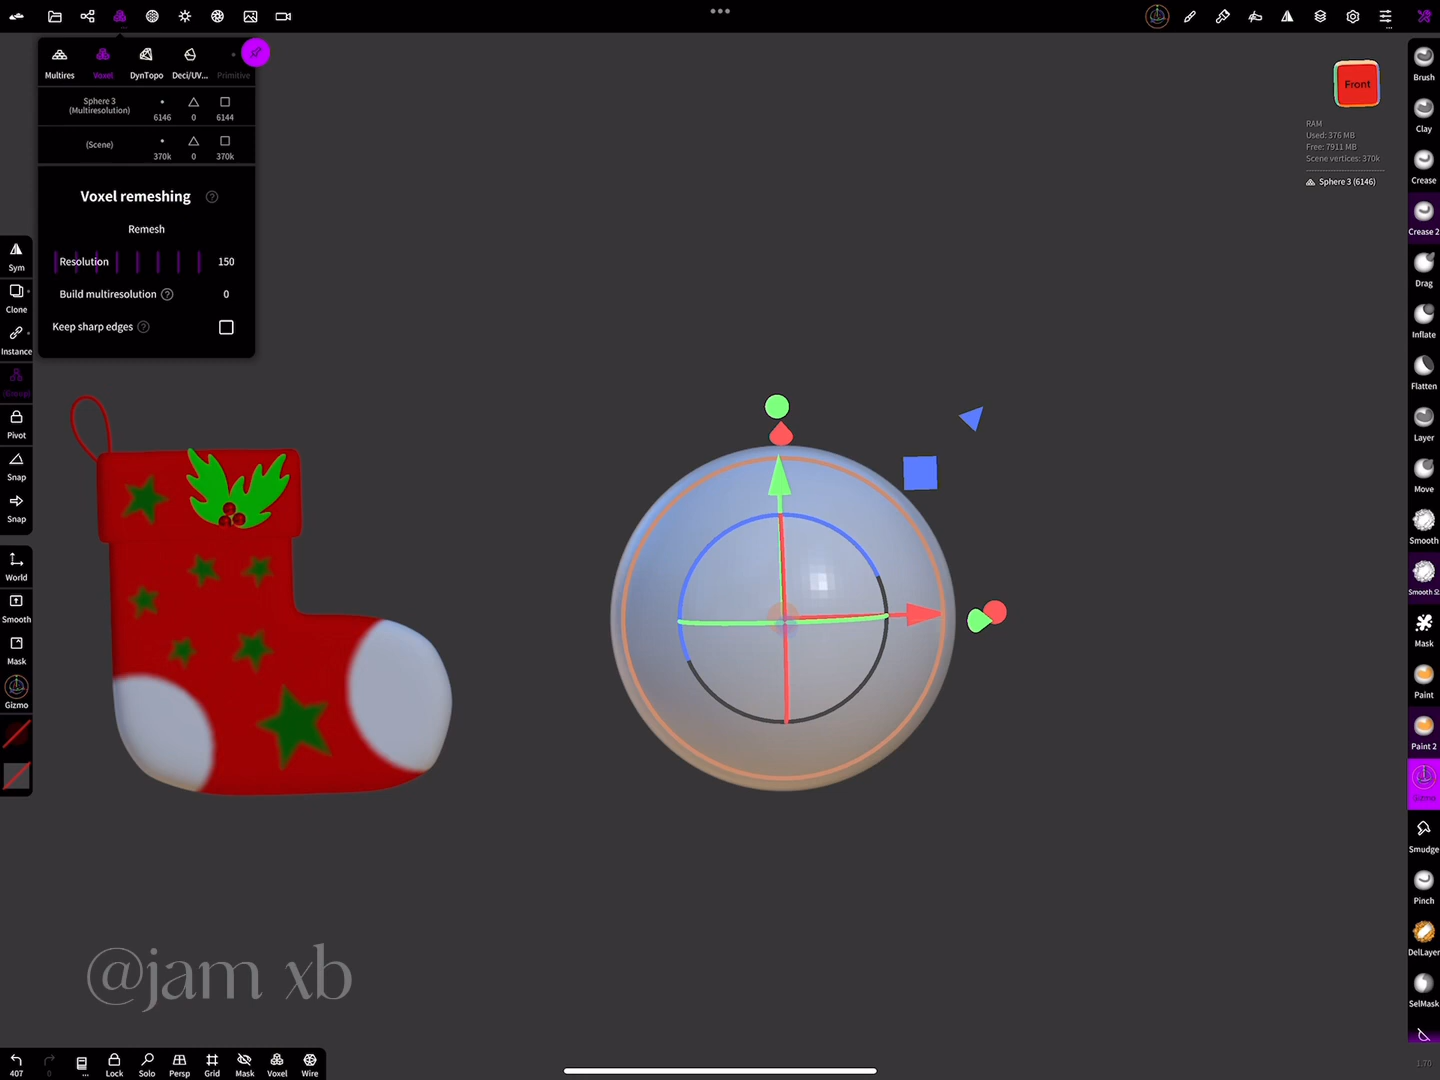 Multires Voxel DynTopo Deci/UV... Primitive
Sphere 3
(Multiresolution)
6146 0 6144
(Scene)
370k 0 370k
Voxel remeshing ?
Remesh
Resolution 150
Build multiresolution ? 0
Keep sharp edges ?
Sym
Clone
Instance
Pivot
Snap
Snap
World
Smooth
Mask
Gizmo
Front
RAM
Used: 376 MB
Free: 7911 MB
Scene vertices: 370k
Sphere 3 (6146)
Brush
Clay
Crease
Crease 2
Drag
Inflate
Flatten
Layer
Move
Smooth
Smooth
Mask
Paint
Paint 2
Smudge
Pinch
DelLayer
SelMask
@jam xb
407 0 ... Lock Solo Persp Grid Mask Voxel Wire
1.70